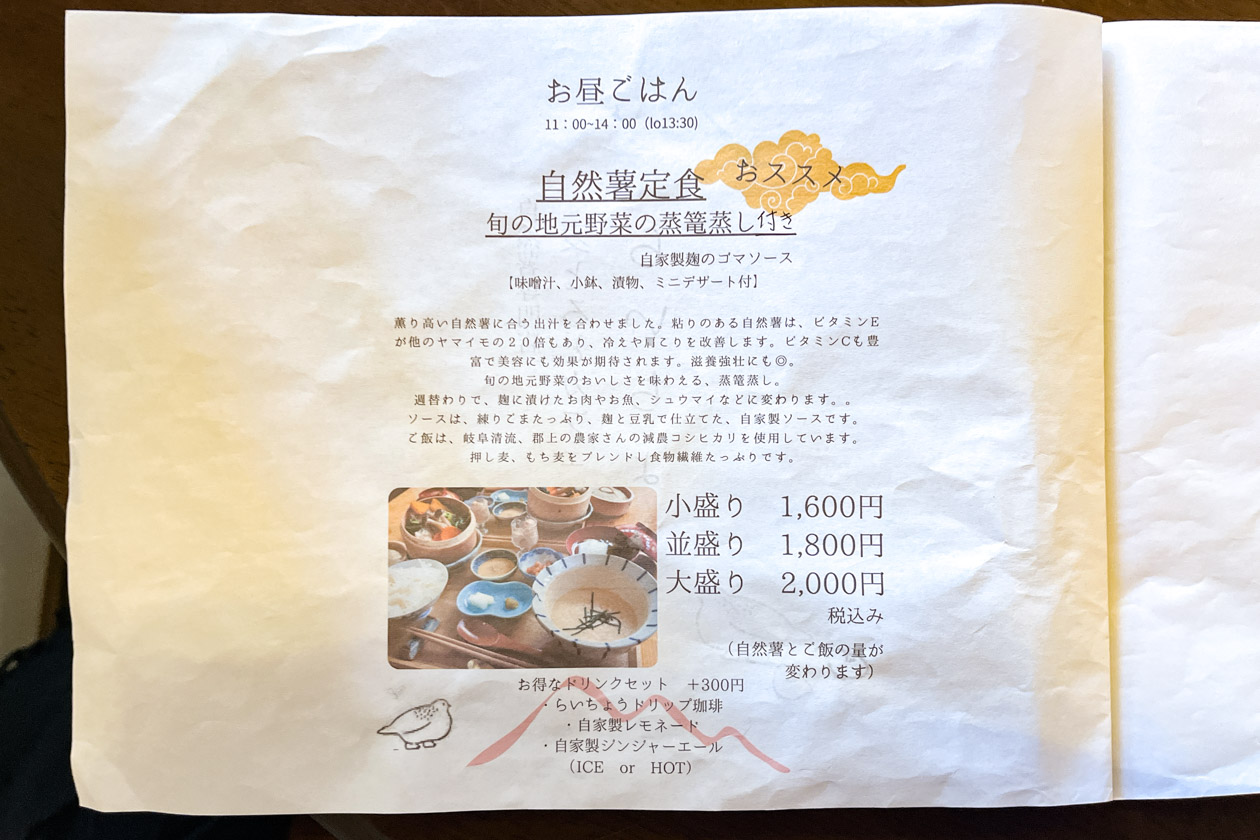 お昼ごはん
11：00~14：00（lo13:30)
自然薯定食
おススメ
旬の地元野菜の蒸篭蒸し付き
自家製麹のゴマソース
【味噌汁、小鉢、漬物、ミニデザート付】
薫り高い自然薯に合う出汁を合わせました。粘りのある自然薯は、ビタミンE
が他のヤマイモの２０倍もあり、冷えや肩こりを改善します。ビタミンCも豊
富で美容にも効果が期待されます。滋養強壮にも◎。
旬の地元野菜のおいしさを味わえる、蒸篭蒸し。
週替わりで、麹に漬けたお肉やお魚、シュウマイなどに変わります。。
ソースは、練りごまたっぷり、麹と豆乳で仕立てた、自家製ソースです。
ご飯は、岐阜清流、郡上の農家さんの減農コシヒカリを使用しています。
押し麦、もち麦をブレンドし食物繊維たっぷりです。
小盛り　1,600円
並盛り　1,800円
大盛り　2,000円
税込み
（自然薯とご飯の量が
変わります）
お得なドリンクセット　＋300円
・らいちょうドリップ珈琲
・自家製レモネード
・自家製ジンジャーエール
（ICE　or　HOT）